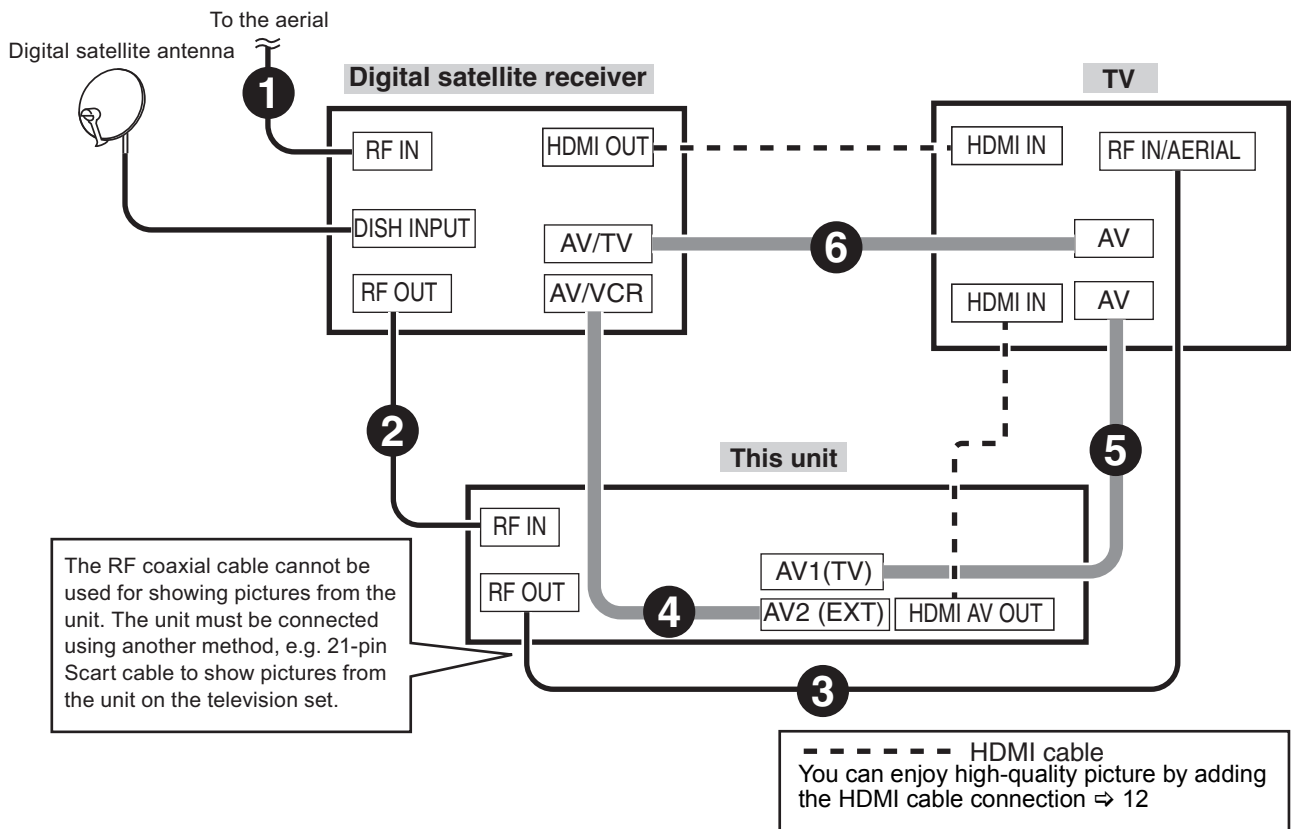 To the aerial
Digital satellite antenna
1
Digital satellite receiver
TV
RF IN
HDMI OUT
HDMI IN
RF IN/AERIAL
DISH INPUT
AV/TV
6
AV
RF OUT
AV/VCR
HDMI IN
AV
2
5
This unit
RF IN
The RF coaxial cable cannot be
used for showing pictures from the
unit. The unit must be connected
using another method, e.g. 21-pin
Scart cable to show pictures from
the unit on the television set.
RF OUT
AV1(TV)
4
AV2 (EXT)
HDMI AV OUT
3
HDMI cable
You can enjoy high-quality picture by adding
the HDMI cable connection ⇨ 12